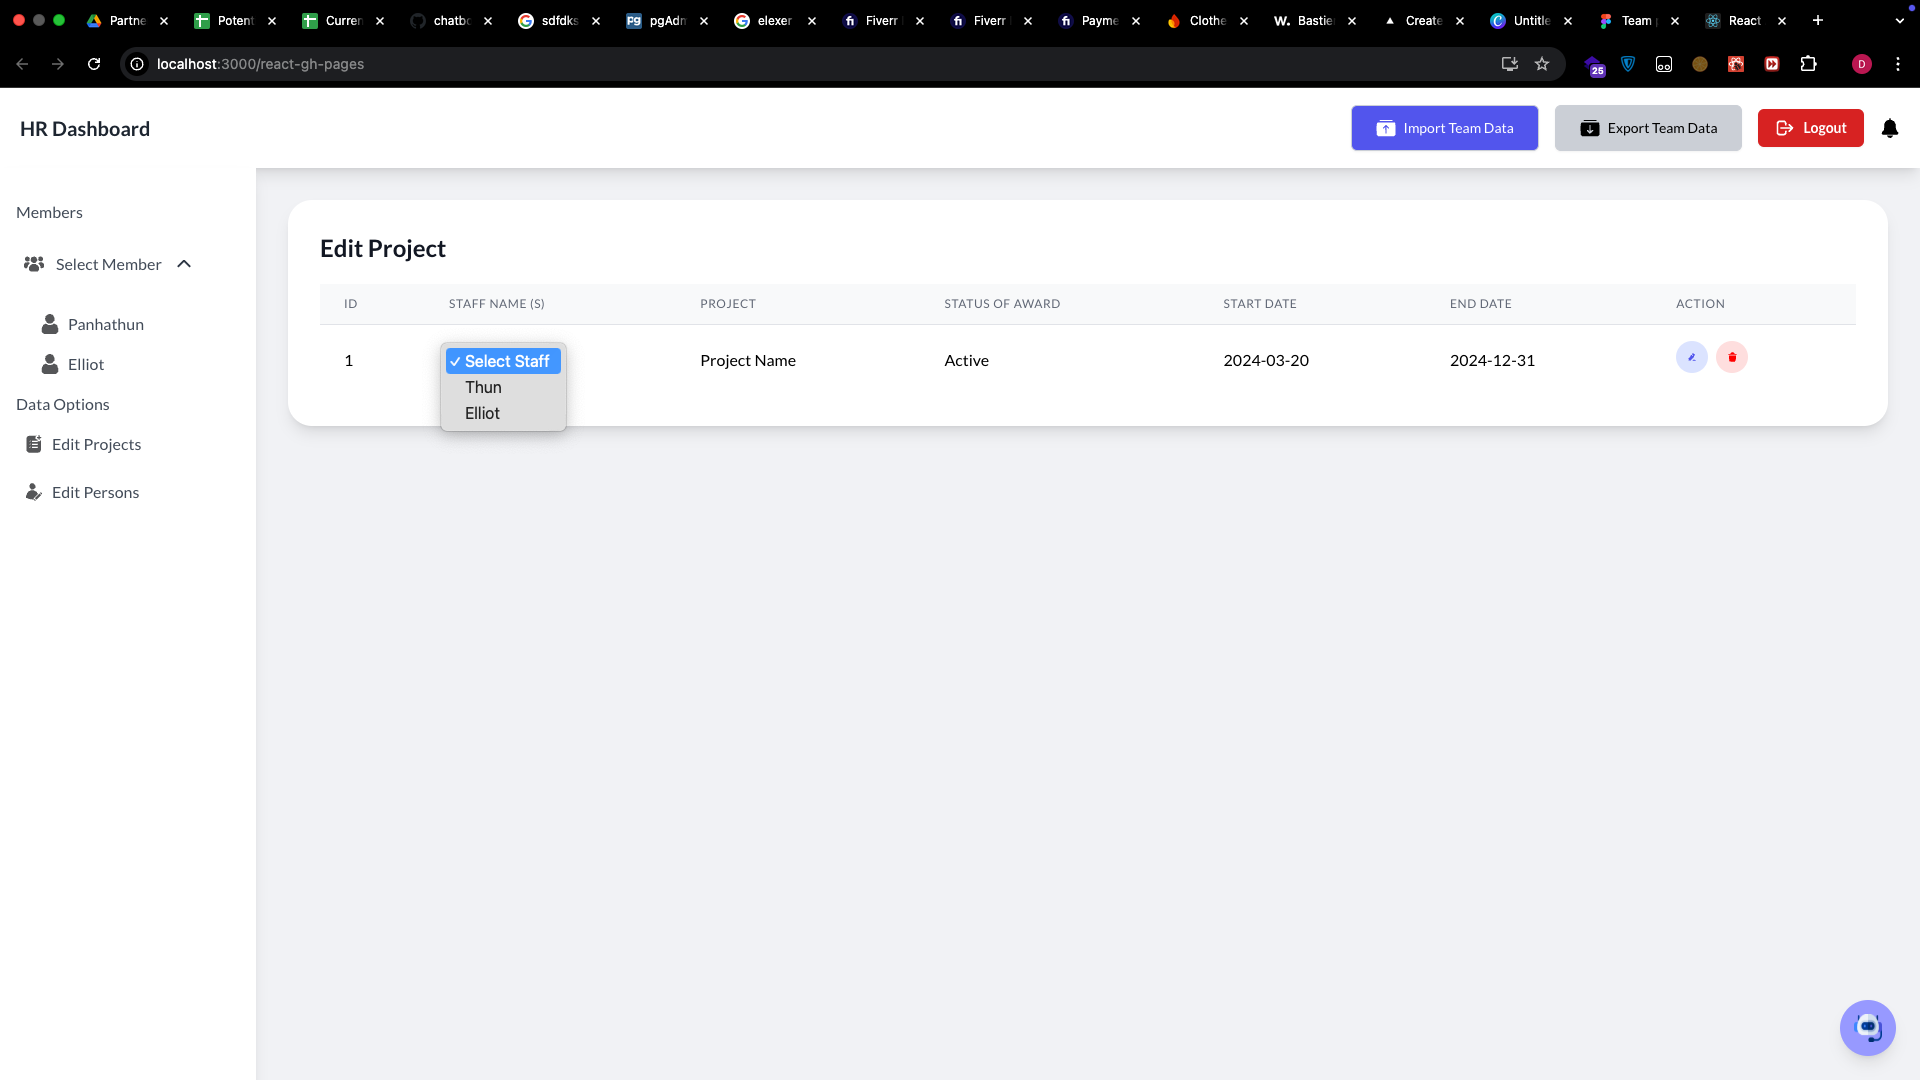 Partne Potent Curren chatbo sdfdks pgAdm elexer Fiverr Fiverr Payme Clothe W. Bastie Create Untitle Team React
localhost:3000/react-gh-pages
25
D
HR Dashboard
Import Team Data
Export Team Data
Logout
Members
Select Member
Panhathun
Elliot
Data Options
Edit Projects
Edit Persons
Edit Project
ID STAFF NAME (S) PROJECT STATUS OF AWARD START DATE END DATE ACTION
1 Select Staff Project Name Active 2024-03-20 2024-12-31
Thun
Elliot